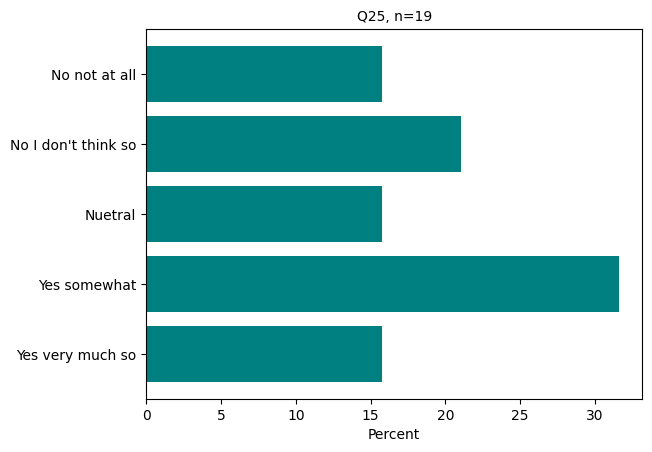 Q25, n=19
No not at all
No I don't think so
Nuetral
Yes somewhat
Yes very much so
0 5 10 15 20 25 30
Percent